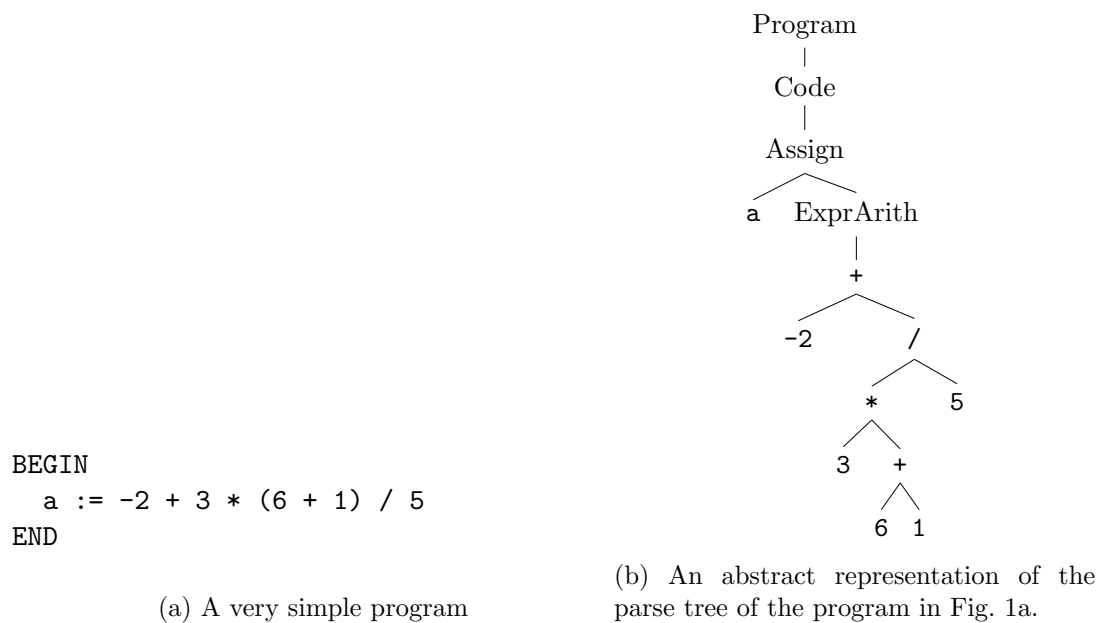 BEGIN
a := -2 + 3 * (6 + 1) / 5
END
(a) A very simple program
Program
Code
Assign
a ExprArith
+
-2 /
* 5
3 +
6 1
(b) An abstract representation of the
parse tree of the program in Fig. 1a.